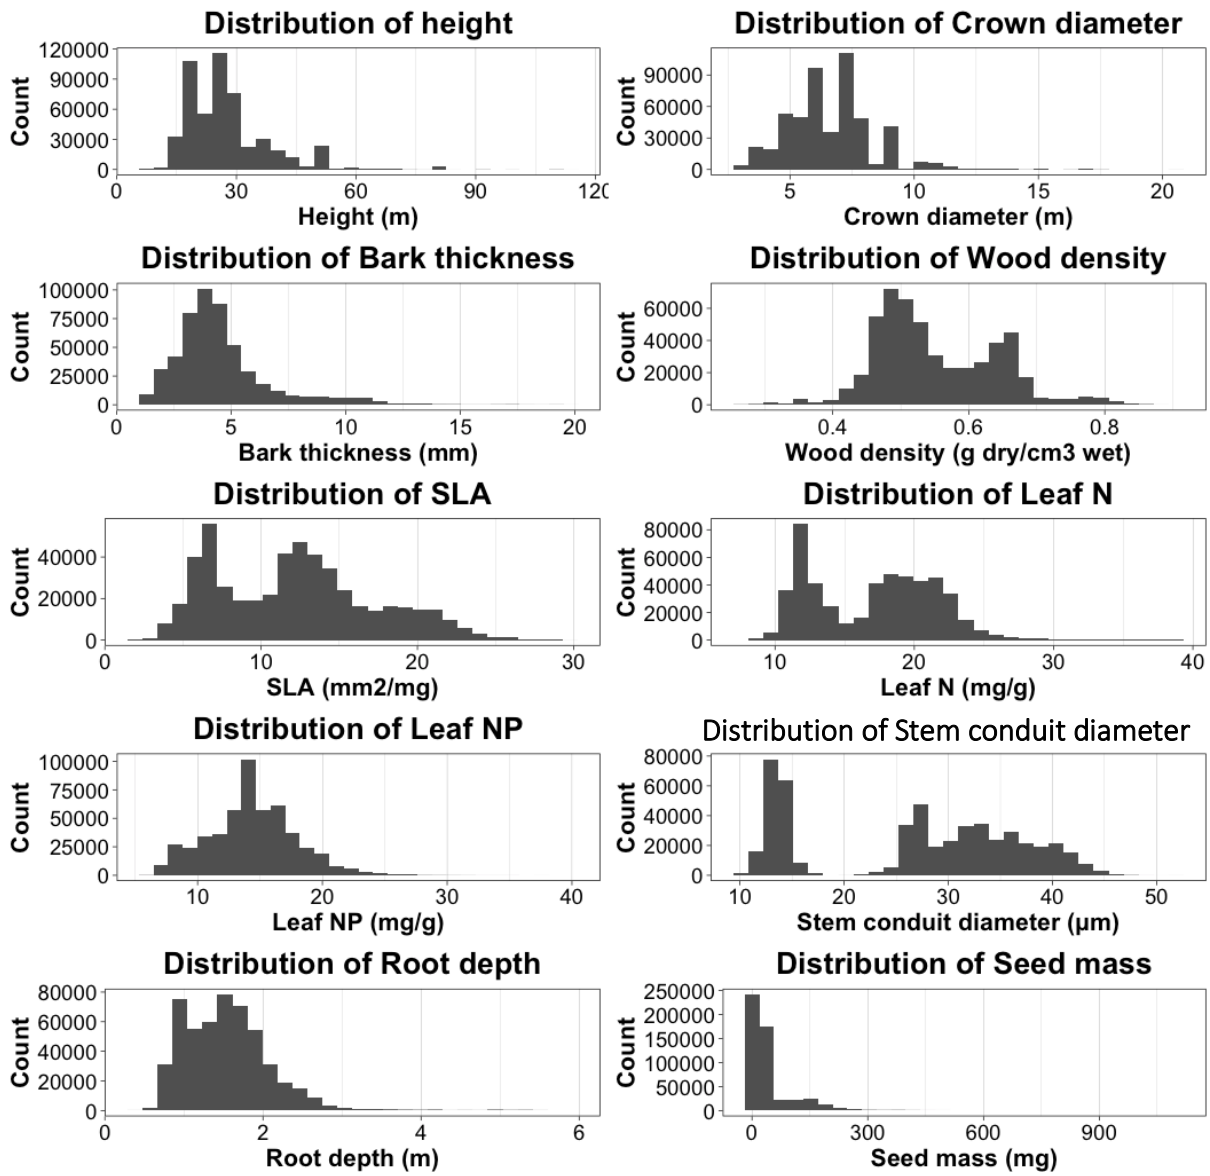 Distribution of height
Count
120000
90000
60000
30000
0
0 30 60 90
Height (m)
Distribution of Crown diameter
Count
90000
60000
30000
0
5 10 15 20
Crown diameter (m)
Distribution of Bark thickness
Count
100000
75000
50000
25000
0
0 5 10 15 20
Bark thickness (mm)
Distribution of Wood density
Count
60000
40000
20000
0
0.4 0.6 0.8
Wood density (g dry/cm3 wet)
Distribution of SLA
Count
40000
20000
0
0 10 20 30
SLA (mm2/mg)
Distribution of Leaf N
Count
80000
60000
40000
20000
0
10 20 30 40
Leaf N (mg/g)
Distribution of Leaf NP
Count
100000
75000
50000
25000
0
10 20 30 40
Leaf NP (mg/g)
Distribution of Stem conduit diameter
Count
80000
60000
40000
20000
0
10 20 30 40 50
Stem conduit diameter (μm)
Distribution of Root depth
Count
80000
60000
40000
20000
0
0 2 4 6
Root depth (m)
Distribution of Seed mass
Count
250000
200000
150000
100000
50000
0
0 300 600 900
Seed mass (mg)